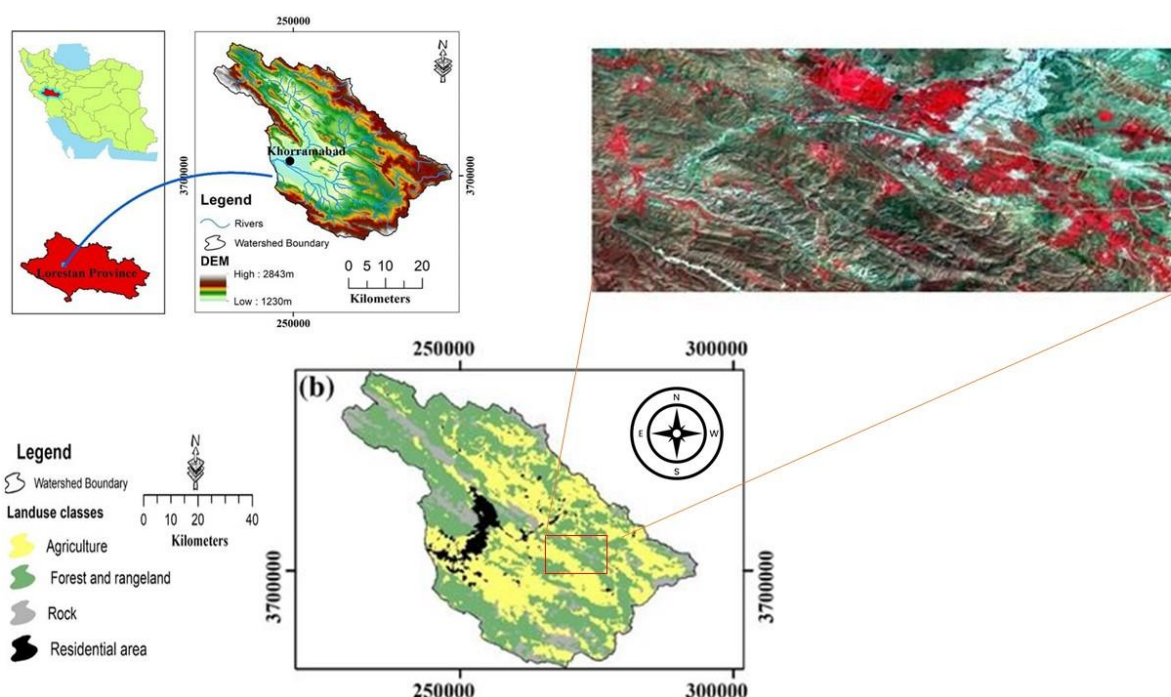 Lorestan Province
250000
N
Khorramabad
3700000
3700000
Legend
Rivers
Watershed Boundary
DEM
High : 2843m
Low : 1230m
0 5 10 20
Kilometers
250000
250000
300000
(b)
N
E
W
S
3700000
3700000
250000
300000
Legend
Watershed Boundary
N
0 10 20 40
Kilometers
Landuse classes
Agriculture
Forest and rangeland
Rock
Residential area